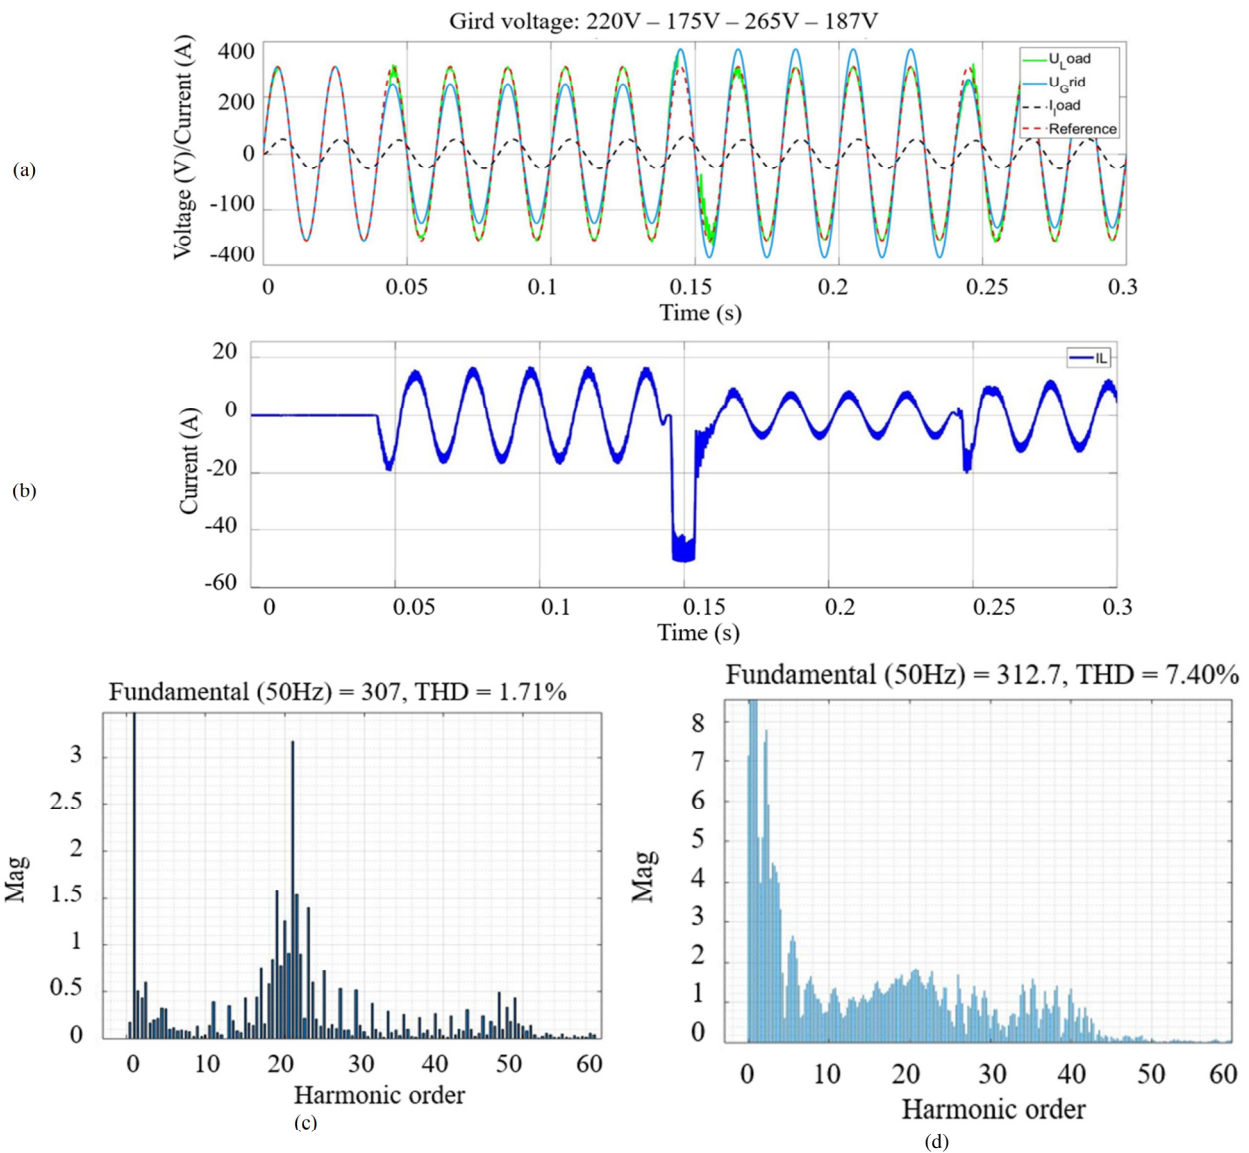 Gird voltage: 220V – 175V – 265V – 187V
(a)
Voltage (V)/Current (A)
400
200
0
-100
-400
U_Load
U_Grid
I_load
Reference
0 0.05 0.1 0.15 0.2 0.25 0.3
Time (s)
(b)
Current (A)
20
0
-20
-40
-60
IL
0 0.05 0.1 0.15 0.2 0.25 0.3
Time (s)
Fundamental (50Hz) = 307, THD = 1.71%
Mag
3
2.5
2
1.5
1
0.5
0
0 10 20 30 40 50 60
Harmonic order
(c)
Fundamental (50Hz) = 312.7, THD = 7.40%
Mag
8
7
6
5
4
3
2
1
0
0 10 20 30 40 50 60
Harmonic order
(d)